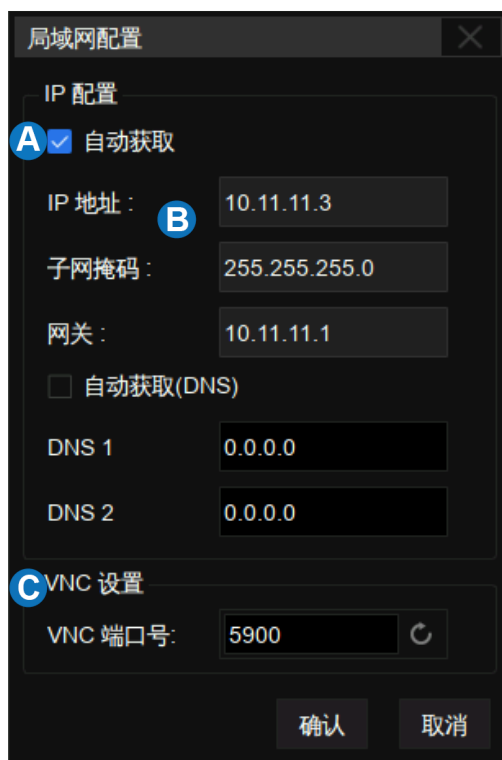 局域网配置
IP 配置
A 自动获取
IP 地址 : B 10.11.11.3
子网掩码 : 255.255.255.0
网关 : 10.11.11.1
自动获取(DNS)
DNS 1 0.0.0.0
DNS 2 0.0.0.0
C VNC 设置
VNC 端口号: 5900
确认 取消